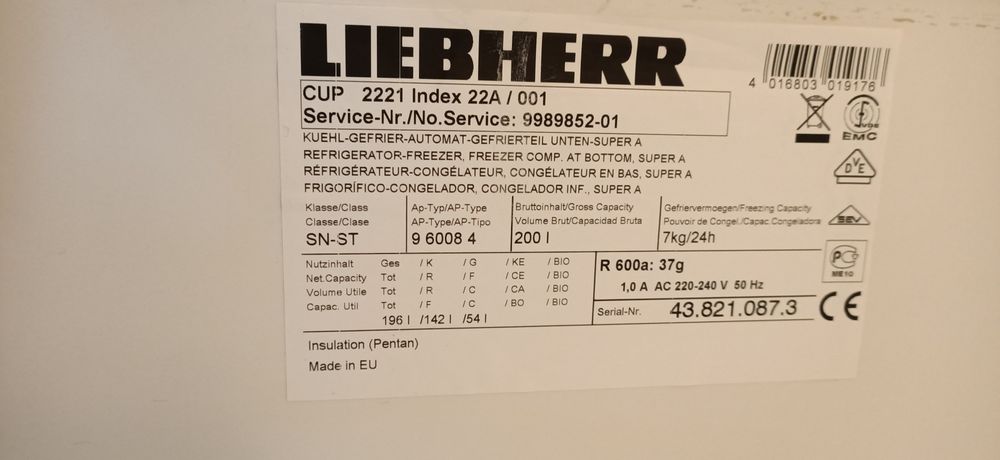 LIEBHERR
4 016803 019176
CUP 2221 Index 22A / 001
Service-Nr./No.Service: 9989852-01
KUEHL-GEFRIER-AUTOMAT-GEFRIERTEIL UNTEN-SUPER A
REFRIGERATOR-FREEZER, FREEZER COMP. AT BOTTOM, SUPER A
RÉFRIGÉRATEUR-CONGÉLATEUR, CONGÉLATEUR EN BAS, SUPER A
FRIGORÍFICO-CONGELADOR, CONGELADOR INF., SUPER A
VDE
EMC
DVE
SEV
PC
ME10
CE
Klasse/Class Ap-Typ/AP-Type Bruttoinhalt/Gross Capacity Gefriervermoegen/Freezing Capacity
Classe/Clase AP-Type/AP-Tipo Volume Brut/Capacidad Bruta Pouvoir de Congel./Capac.Congeladora
SN-ST 9 6008 4 200 l 7kg/24h
Nutzinhalt Ges / K / G / KE / BIO
Net.Capacity Tot / R / F / CE / BIO
Volume Utile Tot / R / C / CA / BIO
Capac. Util Tot / F / C / BO / BIO
196 l /142 l /54 l
R 600a: 37g
1,0 A AC 220-240 V 50 Hz
Serial-Nr. 43.821.087.3
Insulation (Pentan)
Made in EU